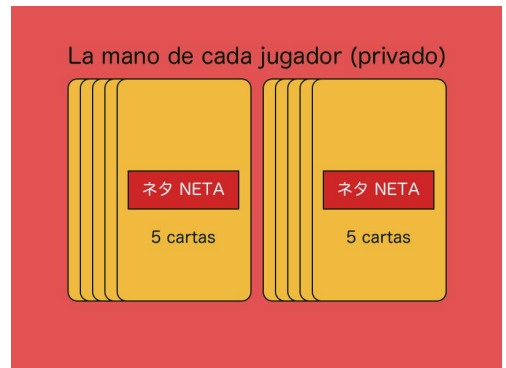 La mano de cada jugador (privado)
ネタ NETA
5 cartas
ネタ NETA
5 cartas